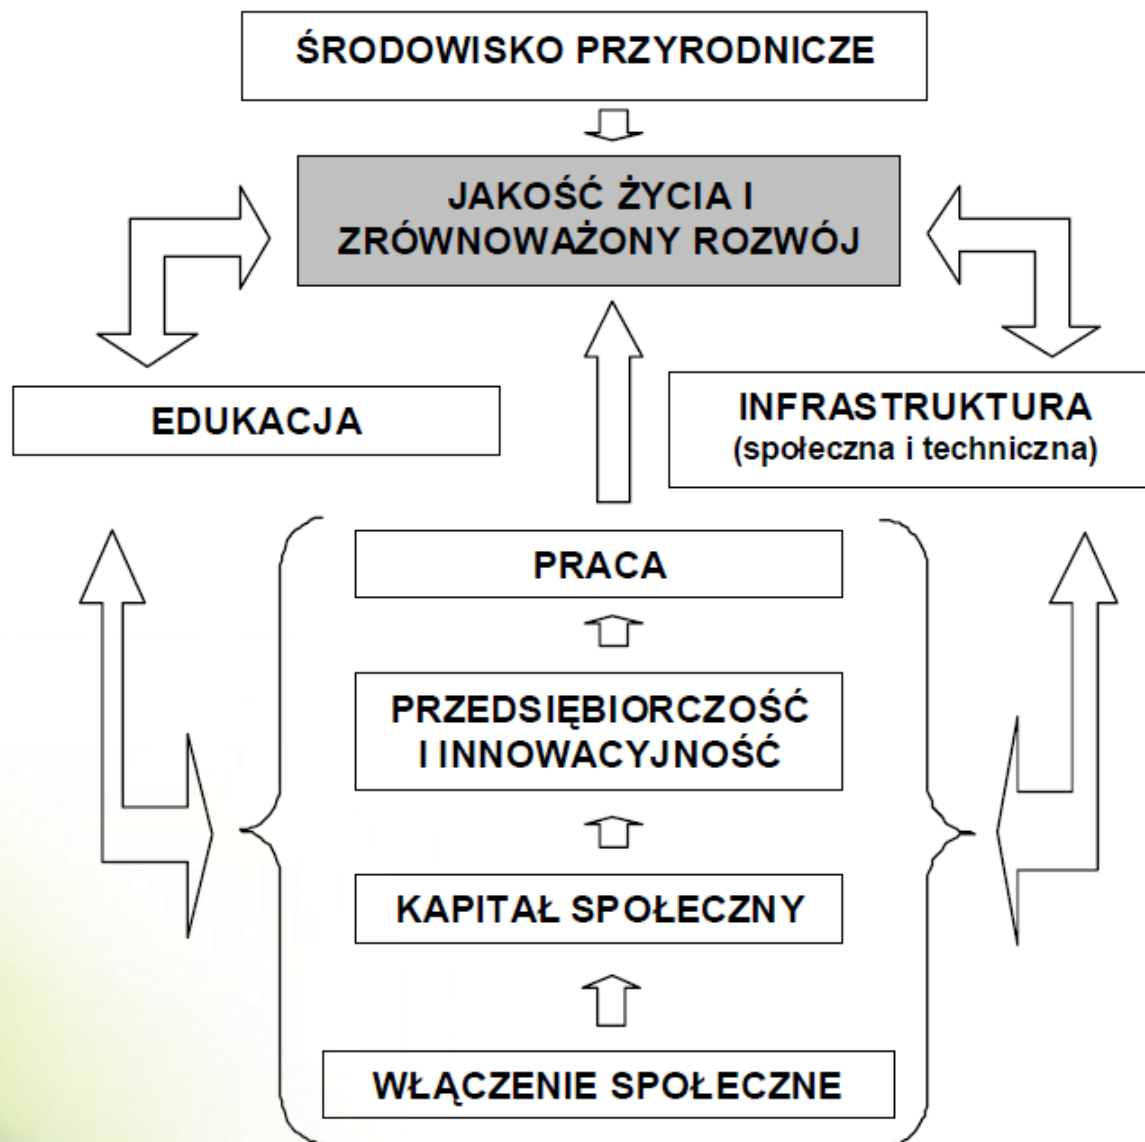 ŚRODOWISKO PRZYRODNICZE
JAKOŚĆ ŻYCIA I
ZRÓWNOWAŻONY ROZWÓJ
EDUKACJA
INFRASTRUKTURA
(społeczna i techniczna)
PRACA
PRZEDSIĘBIORCZOŚĆ
I INNOWACYJNOŚĆ
KAPITAŁ SPOŁECZNY
WŁĄCZENIE SPOŁECZNE